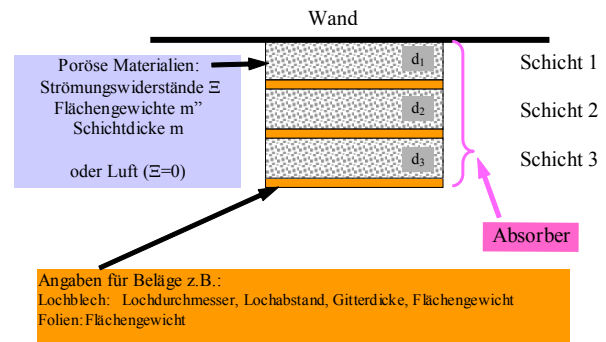 Wand
Poröse Materialien:
Strömungswiderstände Ξ
Flächengewichte m”
Schichtdicke m
oder Luft (Ξ=0)
d₁
d₂
d₃
Schicht 1
Schicht 2
Schicht 3
Absorber
Angaben für Beläge z.B.:
Lochblech: Lochdurchmesser, Lochabstand, Gitterdicke, Flächengewicht
Folien: Flächengewicht